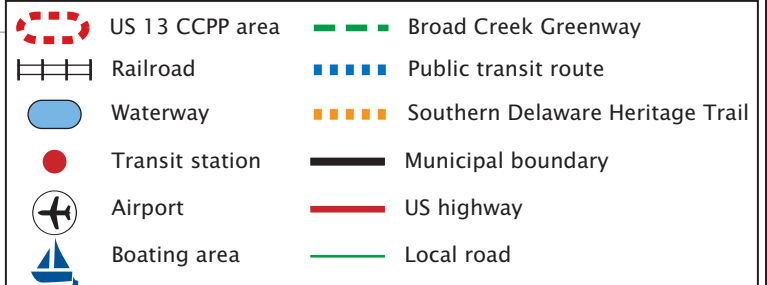 US 13 CCPP area
Broad Creek Greenway
Railroad
Public transit route
Waterway
Southern Delaware Heritage Trail
Transit station
Municipal boundary
Airport
US highway
Boating area
Local road